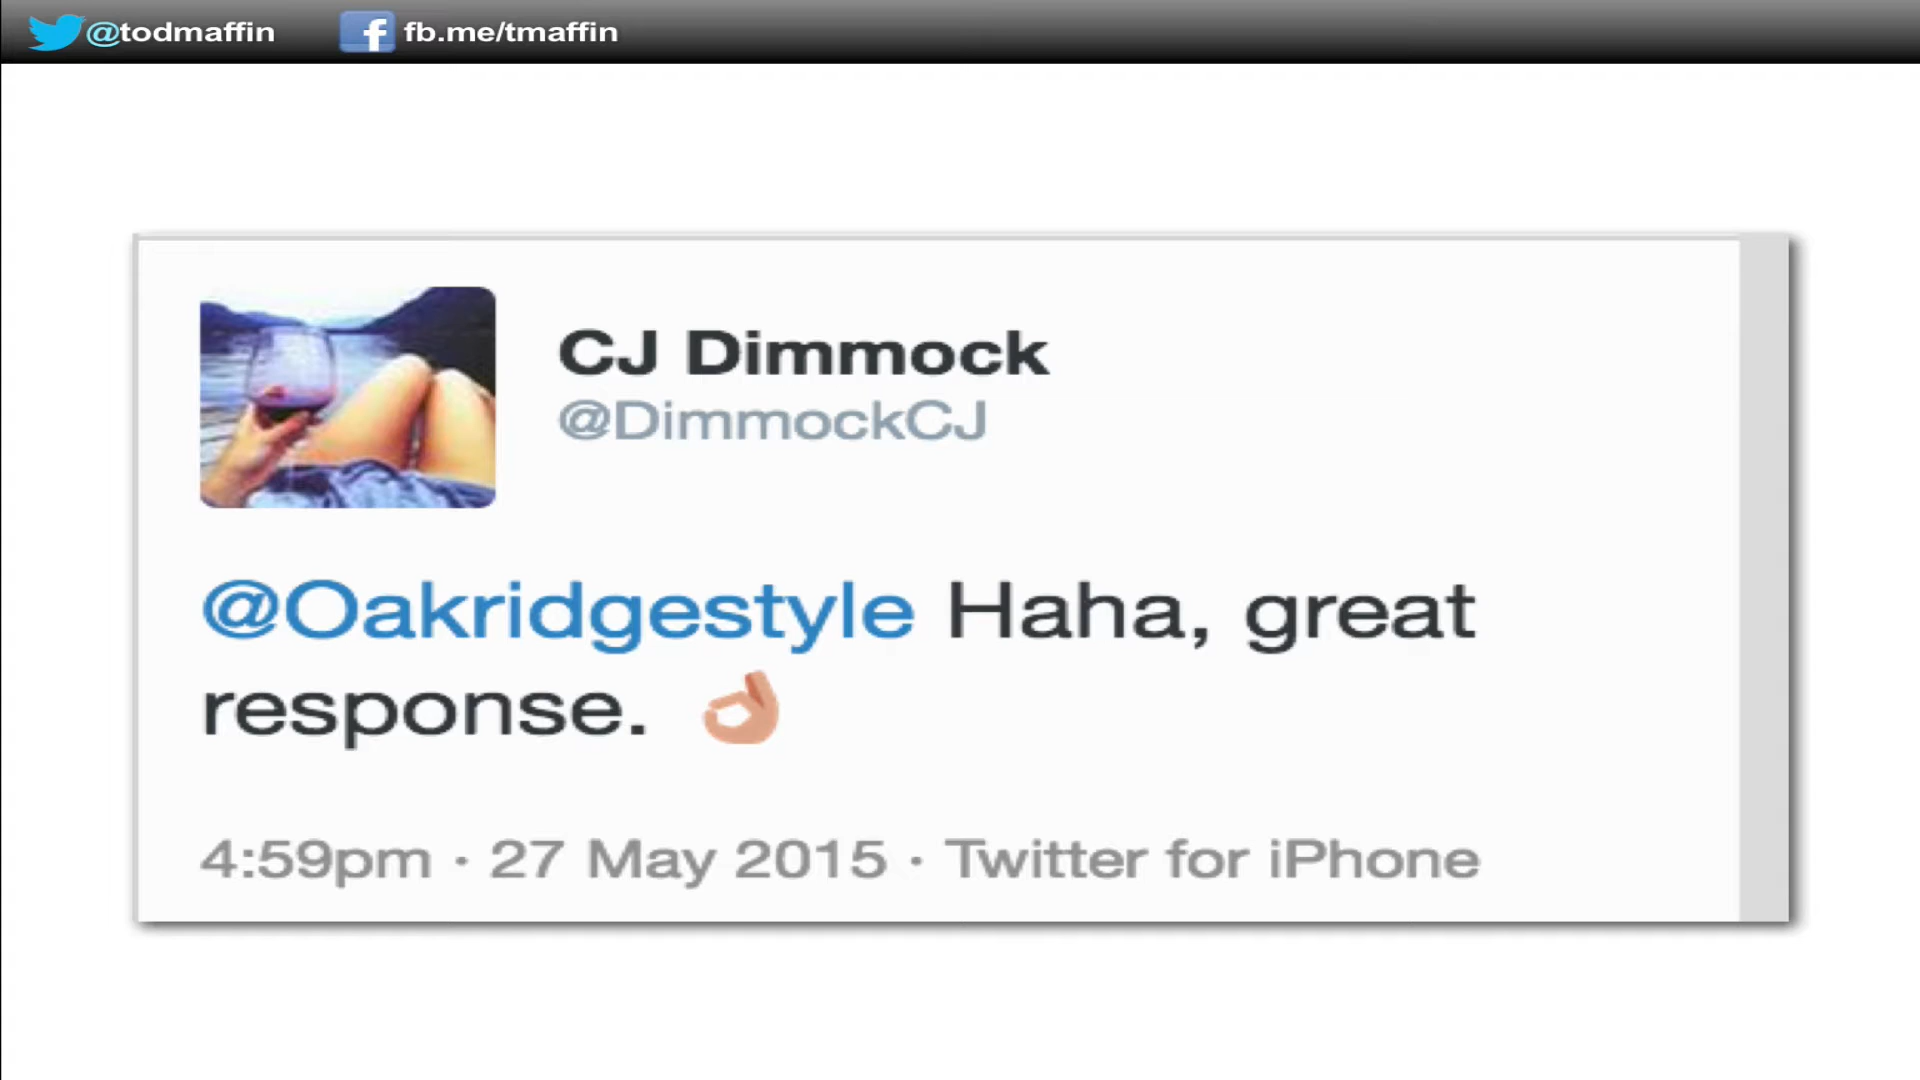 @todmaffin fb.me/tmaffin
CJ Dimmock
@DimmockCJ
@Oakridgestyle Haha, great
response. 👌
4:59pm · 27 May 2015 · Twitter for iPhone